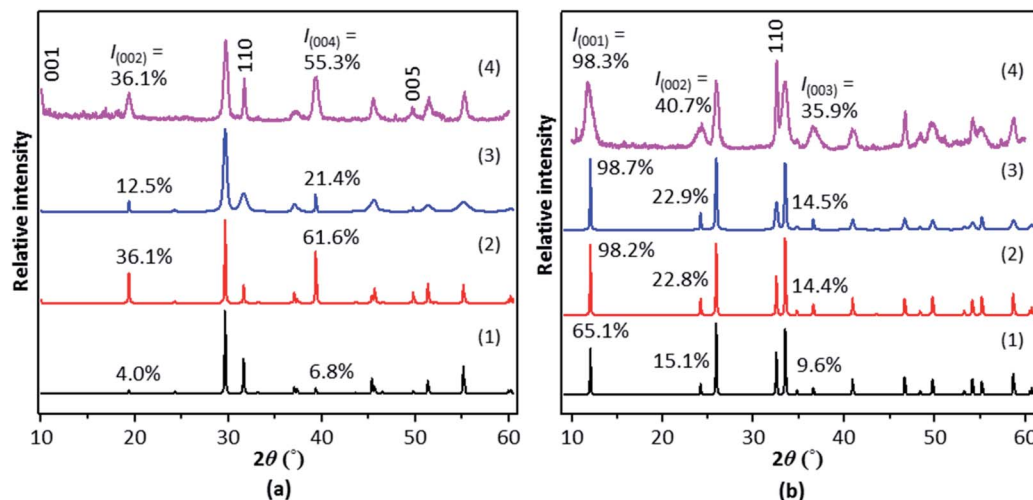 I(002) =
36.1%
I(004) =
55.3%
001
110
005
(4)
12.5%
21.4%
(3)
36.1%
61.6%
(2)
4.0%
6.8%
(1)
Relative intensity
10 20 30 40 50 60
2θ (°)
(a)
I(001) =
98.3%
I(002) =
40.7%
110
I(003) =
35.9%
(4)
98.7%
22.9%
14.5%
(3)
98.2%
22.8%
14.4%
(2)
65.1%
15.1%
9.6%
(1)
Relative intensity
10 20 30 40 50 60
2θ (°)
(b)